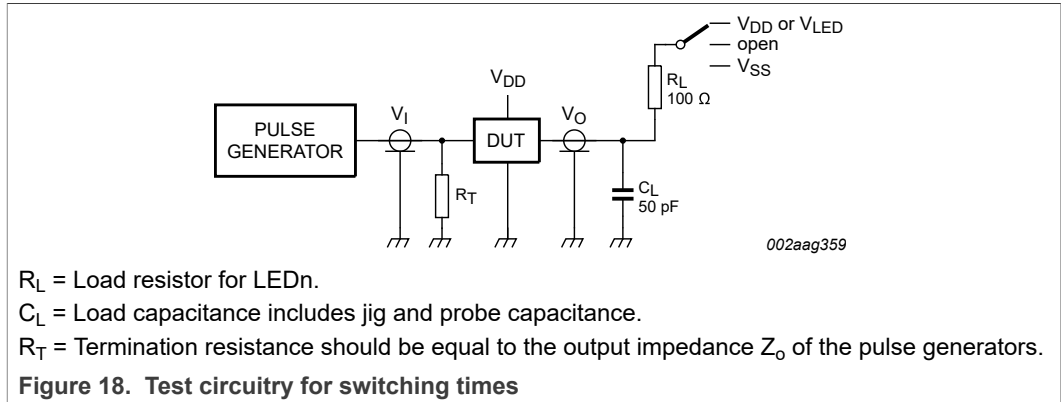 V_DD or V_LED
open
V_SS
R_L
100 Ω
V_DD
V_I
V_O
PULSE
GENERATOR
DUT
R_T
C_L
50 pF
002aag359
R_L = Load resistor for LEDn.
C_L = Load capacitance includes jig and probe capacitance.
R_T = Termination resistance should be equal to the output impedance Z_o of the pulse generators.
Figure 18. Test circuitry for switching times